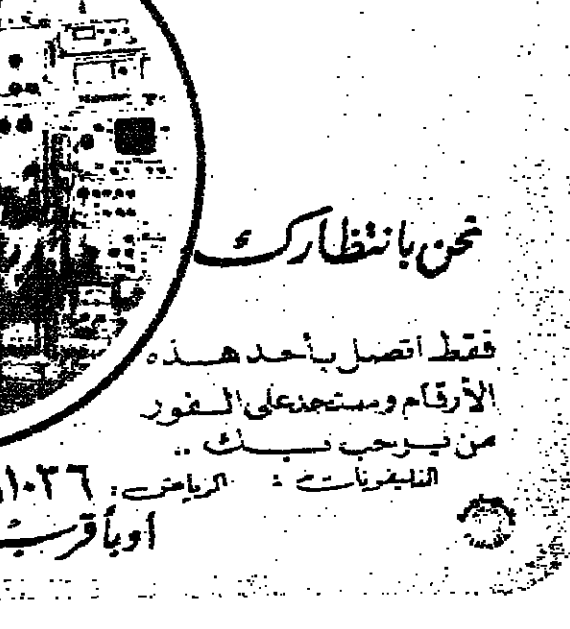 نحن بانتظارك
فقط اتصل بأحد هذه
الأرقام وستجد على الفور
من يرحب بك ..
التليفونات : الرياض :
أو بأقرب